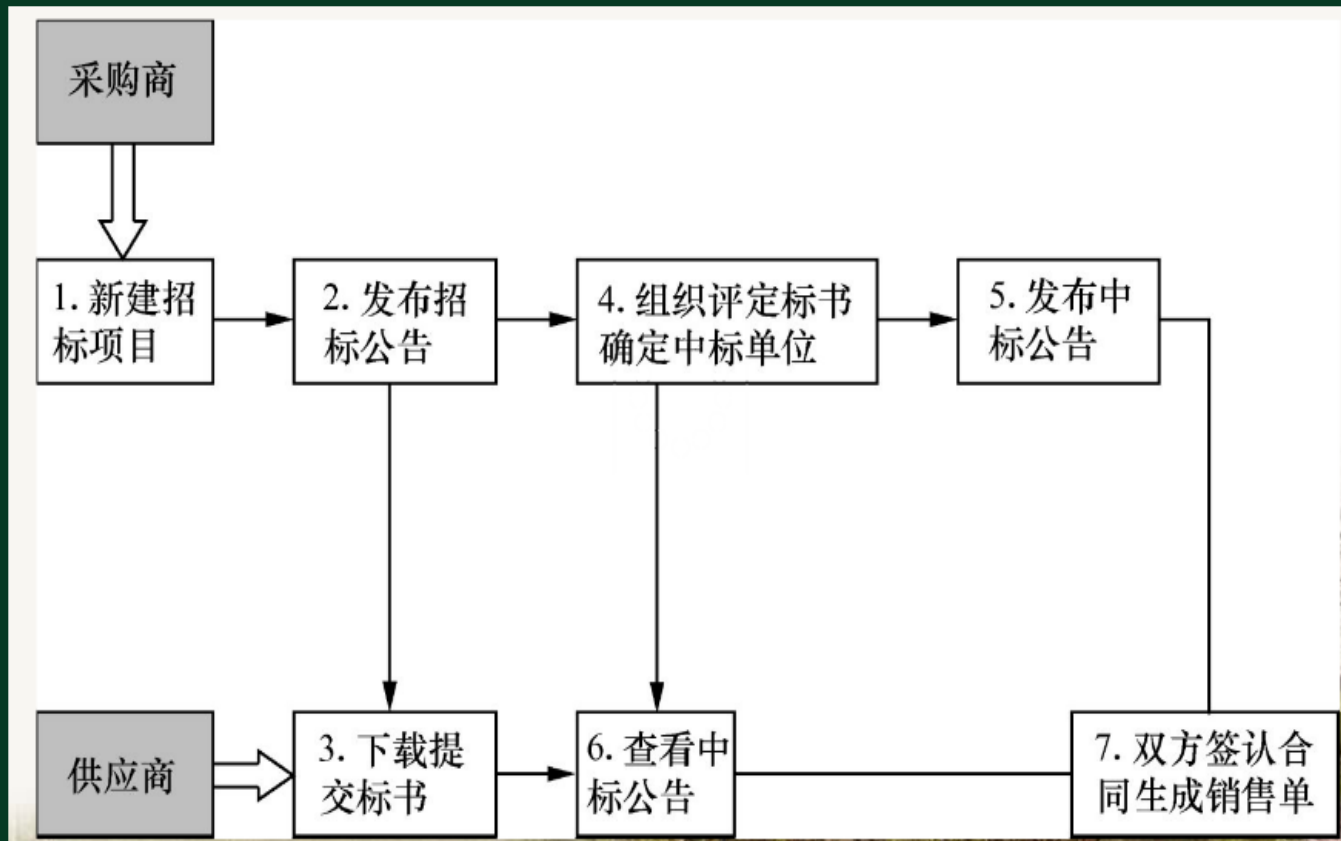 采购商
1. 新建招
标项目
2. 发布招
标公告
4. 组织评定标书
确定中标单位
5. 发布中
标公告
供应商
3. 下载提
交标书
6. 查看中
标公告
7. 双方签认合
同生成销售单